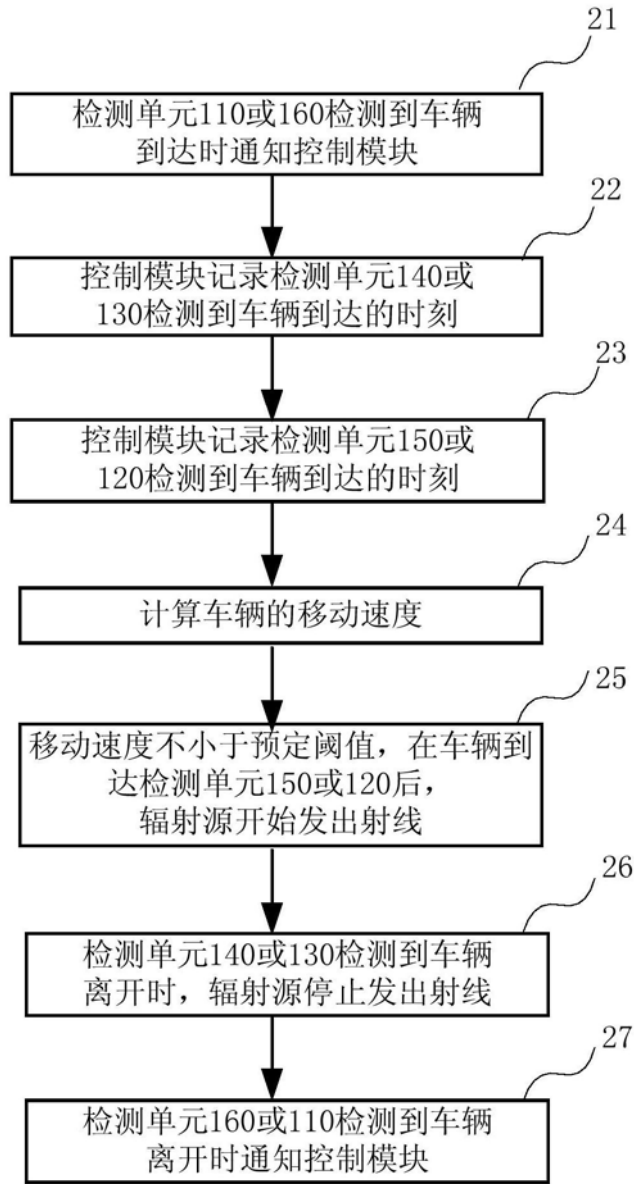 21
检测单元110或160检测到车辆
到达时通知控制模块
22
控制模块记录检测单元140或
130检测到车辆到达的时刻
23
控制模块记录检测单元150或
120检测到车辆到达的时刻
24
计算车辆的移动速度
25
移动速度不小于预定阈值，在车辆到
达检测单元150或120后，
辐射源开始发出射线
26
检测单元140或130检测到车辆
离开时，辐射源停止发出射线
27
检测单元160或110检测到车辆
离开时通知控制模块